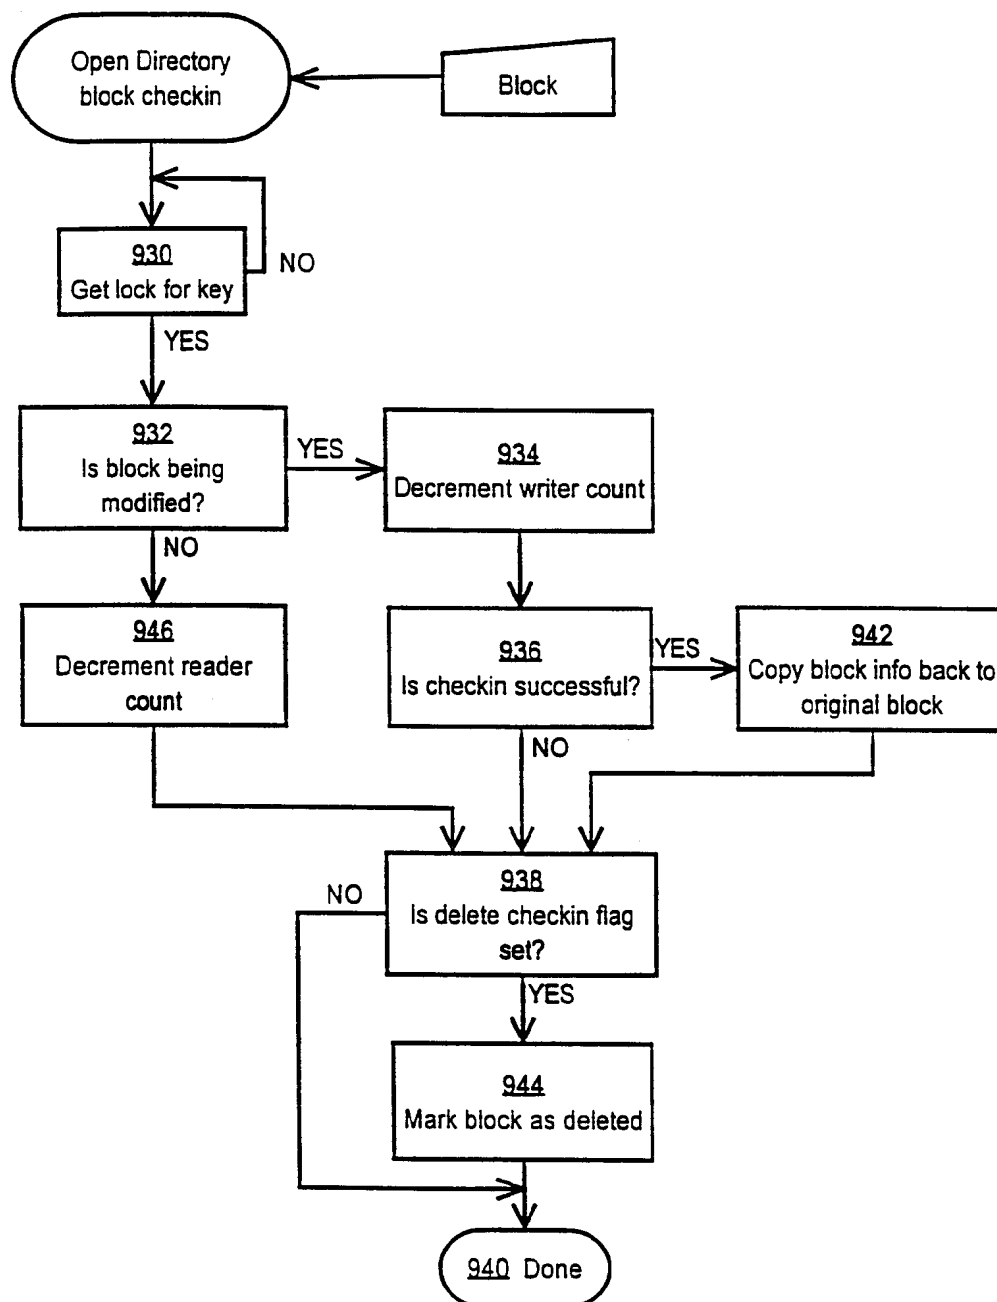 Open Directory
block checkin
Block
930
Get lock for key
NO
YES
932
Is block being
modified?
YES
934
Decrement writer count
NO
946
Decrement reader
count
936
Is checkin successful?
YES
942
Copy block info back to
original block
NO
938
Is delete checkin flag
set?
NO
YES
944
Mark block as deleted
940 Done